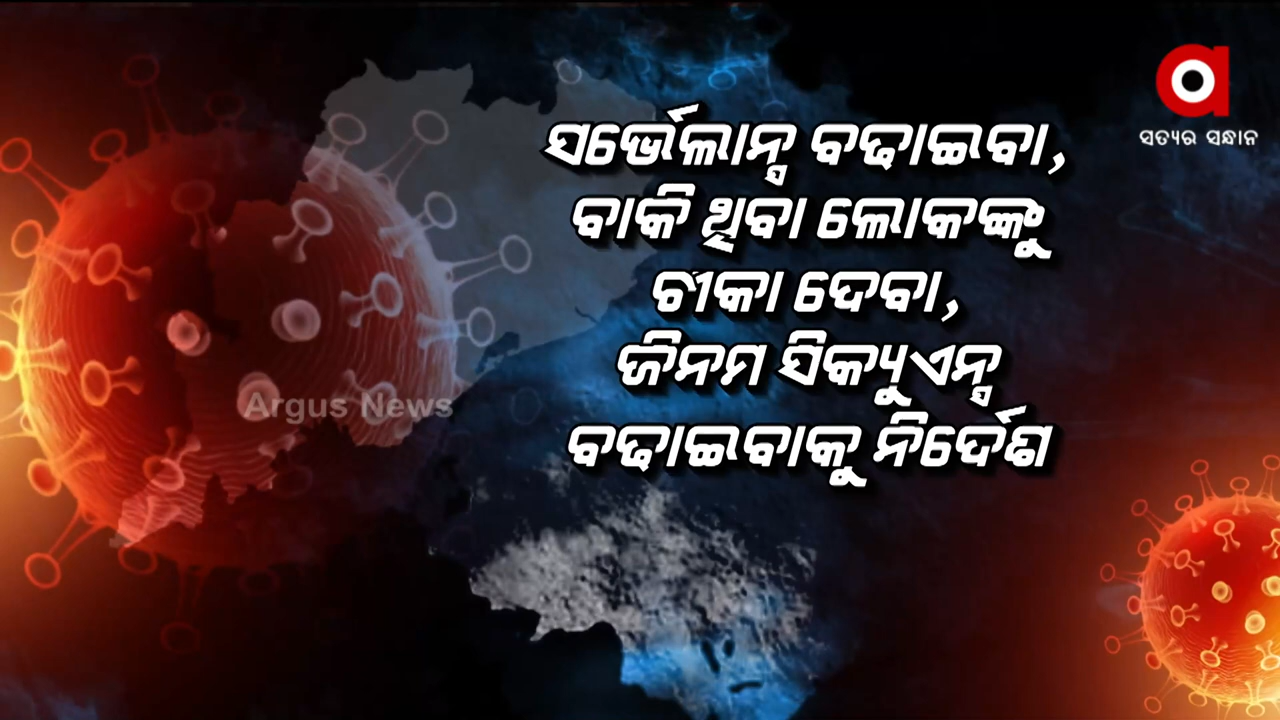 ସତ୍ୟର ସନ୍ଧାନ
ସର୍ଭେଲାନ୍ସ ବଢାଇବା,
ବାକି ଥିବା ଲୋକଙ୍କୁ
ଟୀକା ଦେବା,
ଜିନମ ସିକ୍ୟୁଏନ୍ସ
ବଢାଇବାକୁ ନିର୍ଦେଶ
Argus News